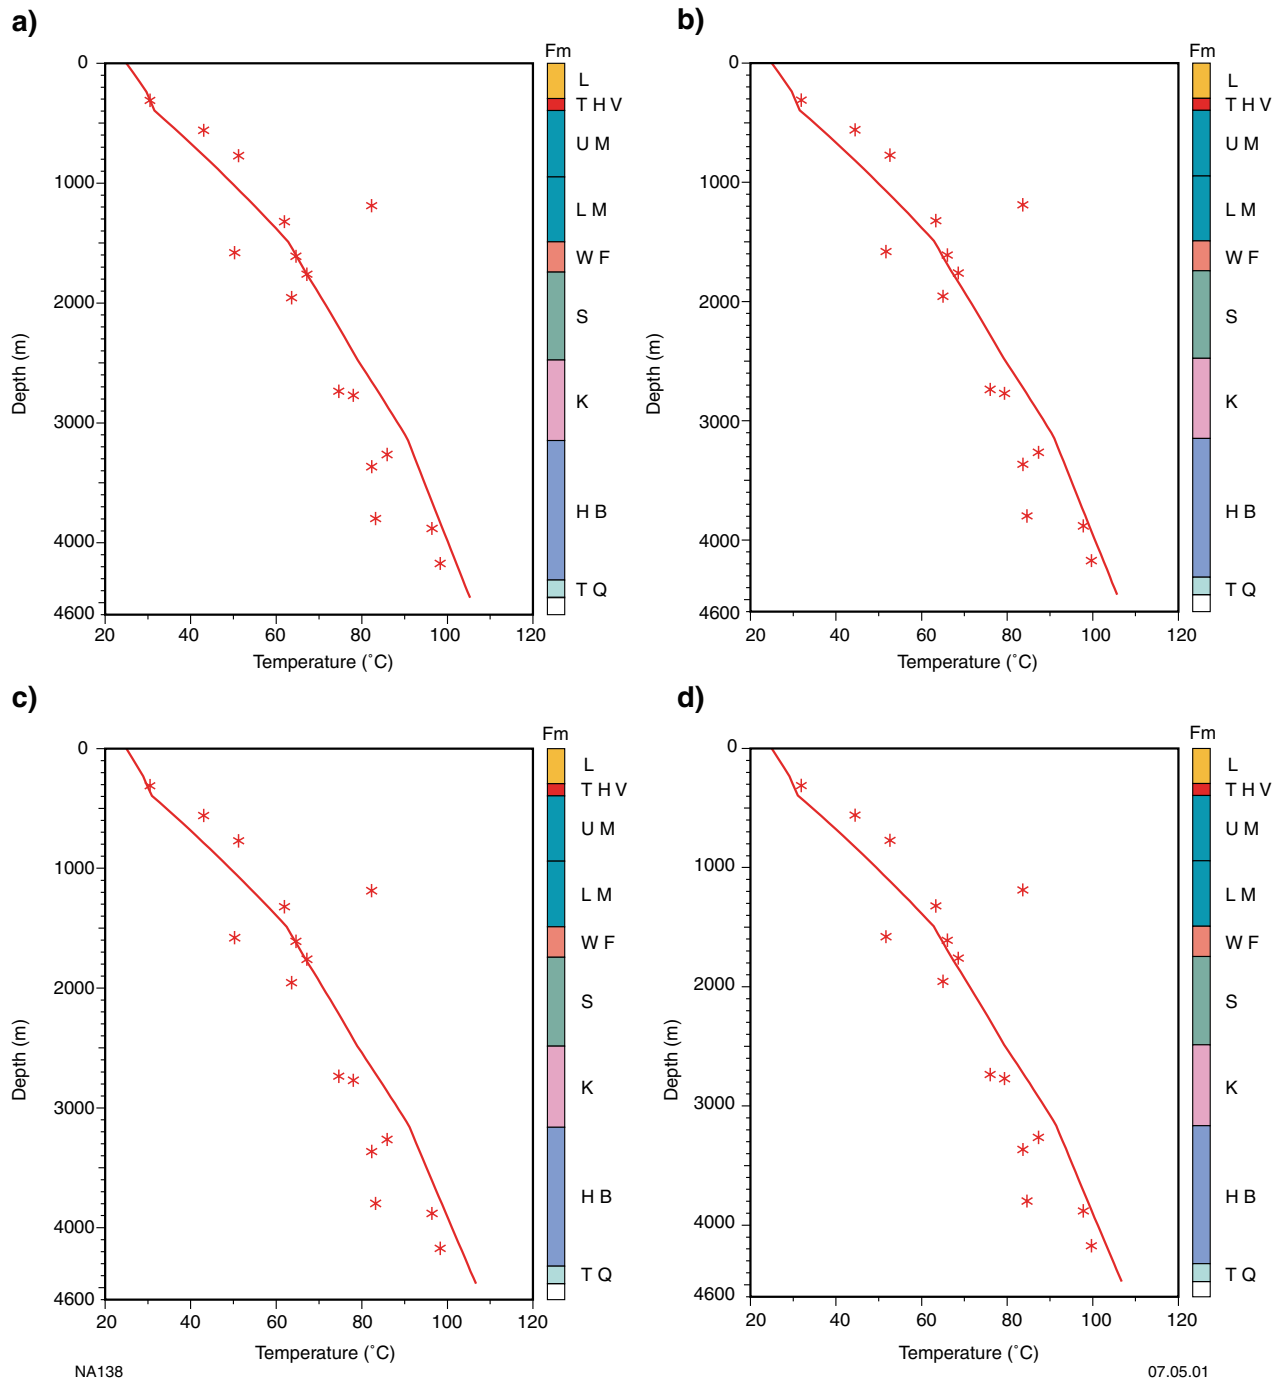 a)
Fm
0
1000
2000
3000
4000
4600
Depth (m)
20 40 60 80 100 120
Temperature (˚C)
L
T H V
U M
L M
W F
S
K
H B
T Q
b)
Fm
0
1000
2000
3000
4000
4600
Depth (m)
20 40 60 80 100 120
Temperature (˚C)
L
T H V
U M
L M
W F
S
K
H B
T Q
c)
Fm
0
1000
2000
3000
4000
4600
Depth (m)
20 40 60 80 100 120
Temperature (˚C)
L
T H V
U M
L M
W F
S
K
H B
T Q
d)
Fm
0
1000
2000
3000
4000
4600
Depth (m)
20 40 60 80 100 120
Temperature (˚C)
L
T H V
U M
L M
W F
S
K
H B
T Q
NA138
07.05.01